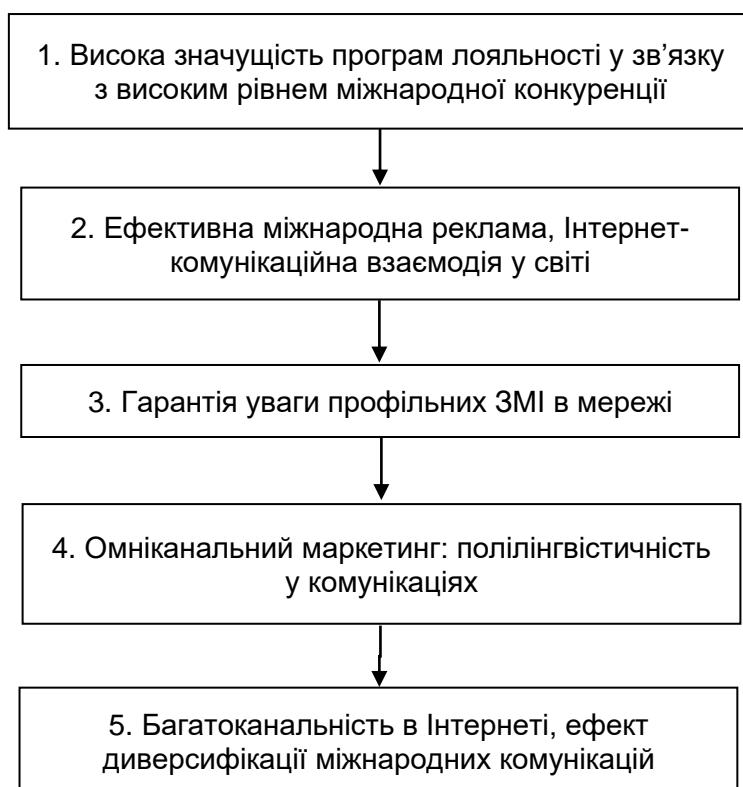 1. Висока значущість програм лояльності у зв’язку
з високим рівнем міжнародної конкуренції
2. Ефективна міжнародна реклама, Інтернет-
комунікаційна взаємодія у світі
3. Гарантія уваги профільних ЗМІ в мережі
4. Омніканальний маркетинг: полілінгвістичність
у комунікаціях
5. Багатоканальність в Інтернеті, ефект
диверсифікації міжнародних комунікацій